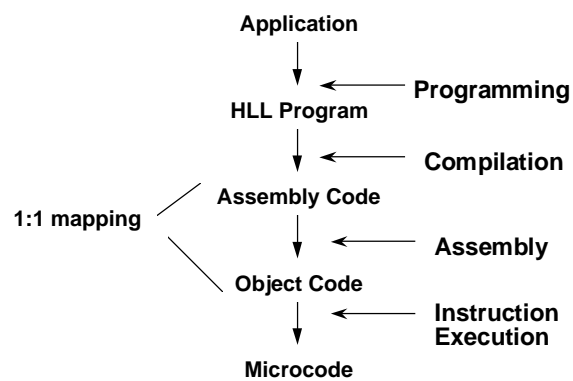 Application
Programming
HLL Program
Compilation
Assembly Code
1:1 mapping
Assembly
Object Code
Instruction
Execution
Microcode